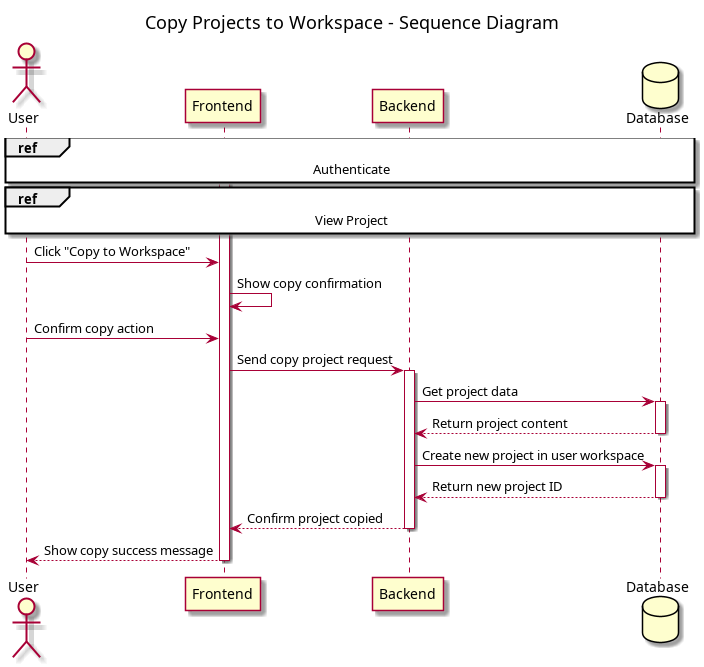 Copy Projects to Workspace - Sequence Diagram
User
Frontend
Backend
Database
ref
Authenticate
ref
View Project
Click "Copy to Workspace"
Show copy confirmation
Confirm copy action
Send copy project request
Get project data
Return project content
Create new project in user workspace
Return new project ID
Confirm project copied
Show copy success message
User
Frontend
Backend
Database